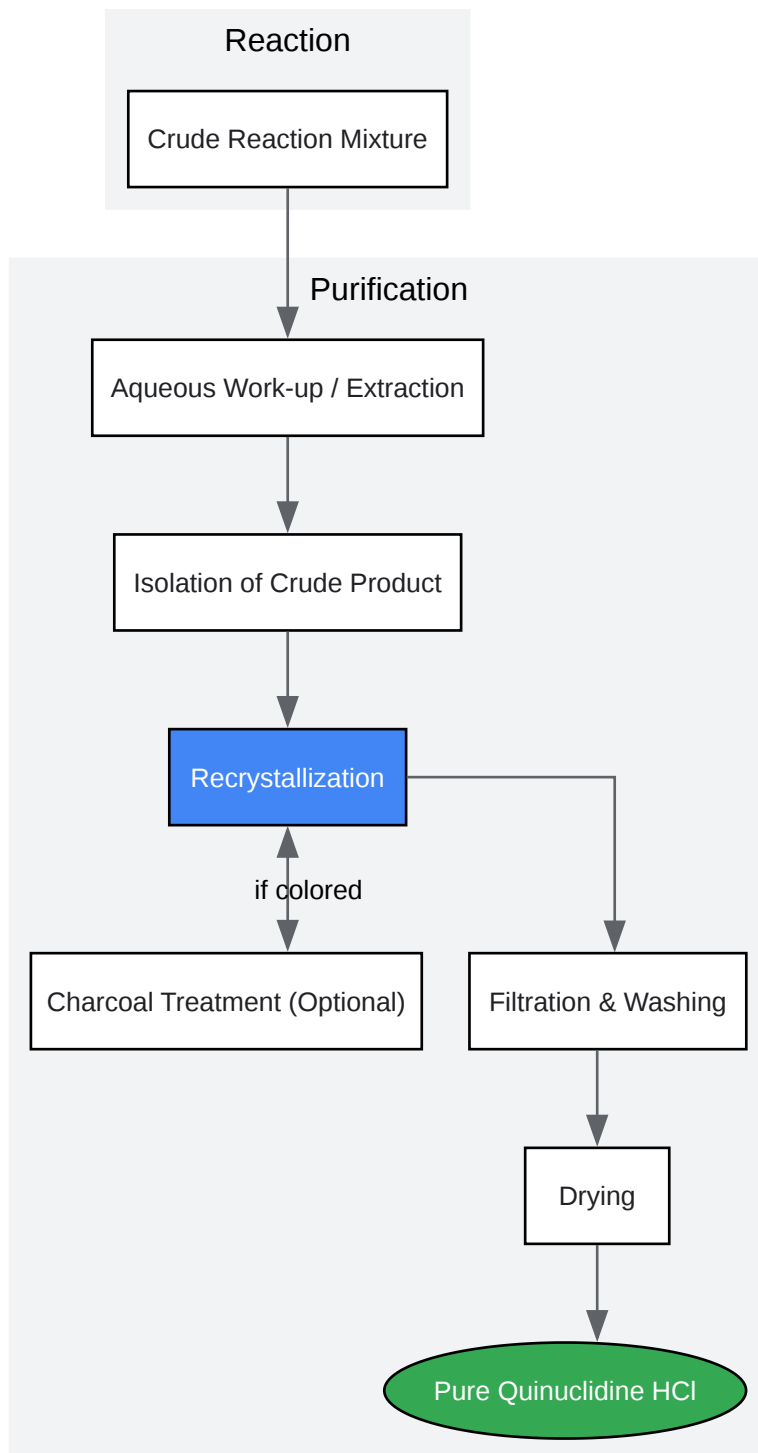 Reaction
Crude Reaction Mixture
Purification
Aqueous Work-up / Extraction
Isolation of Crude Product
Recrystallization
if colored
Charcoal Treatment (Optional)
Filtration & Washing
Drying
Pure Quinuclidine HCl